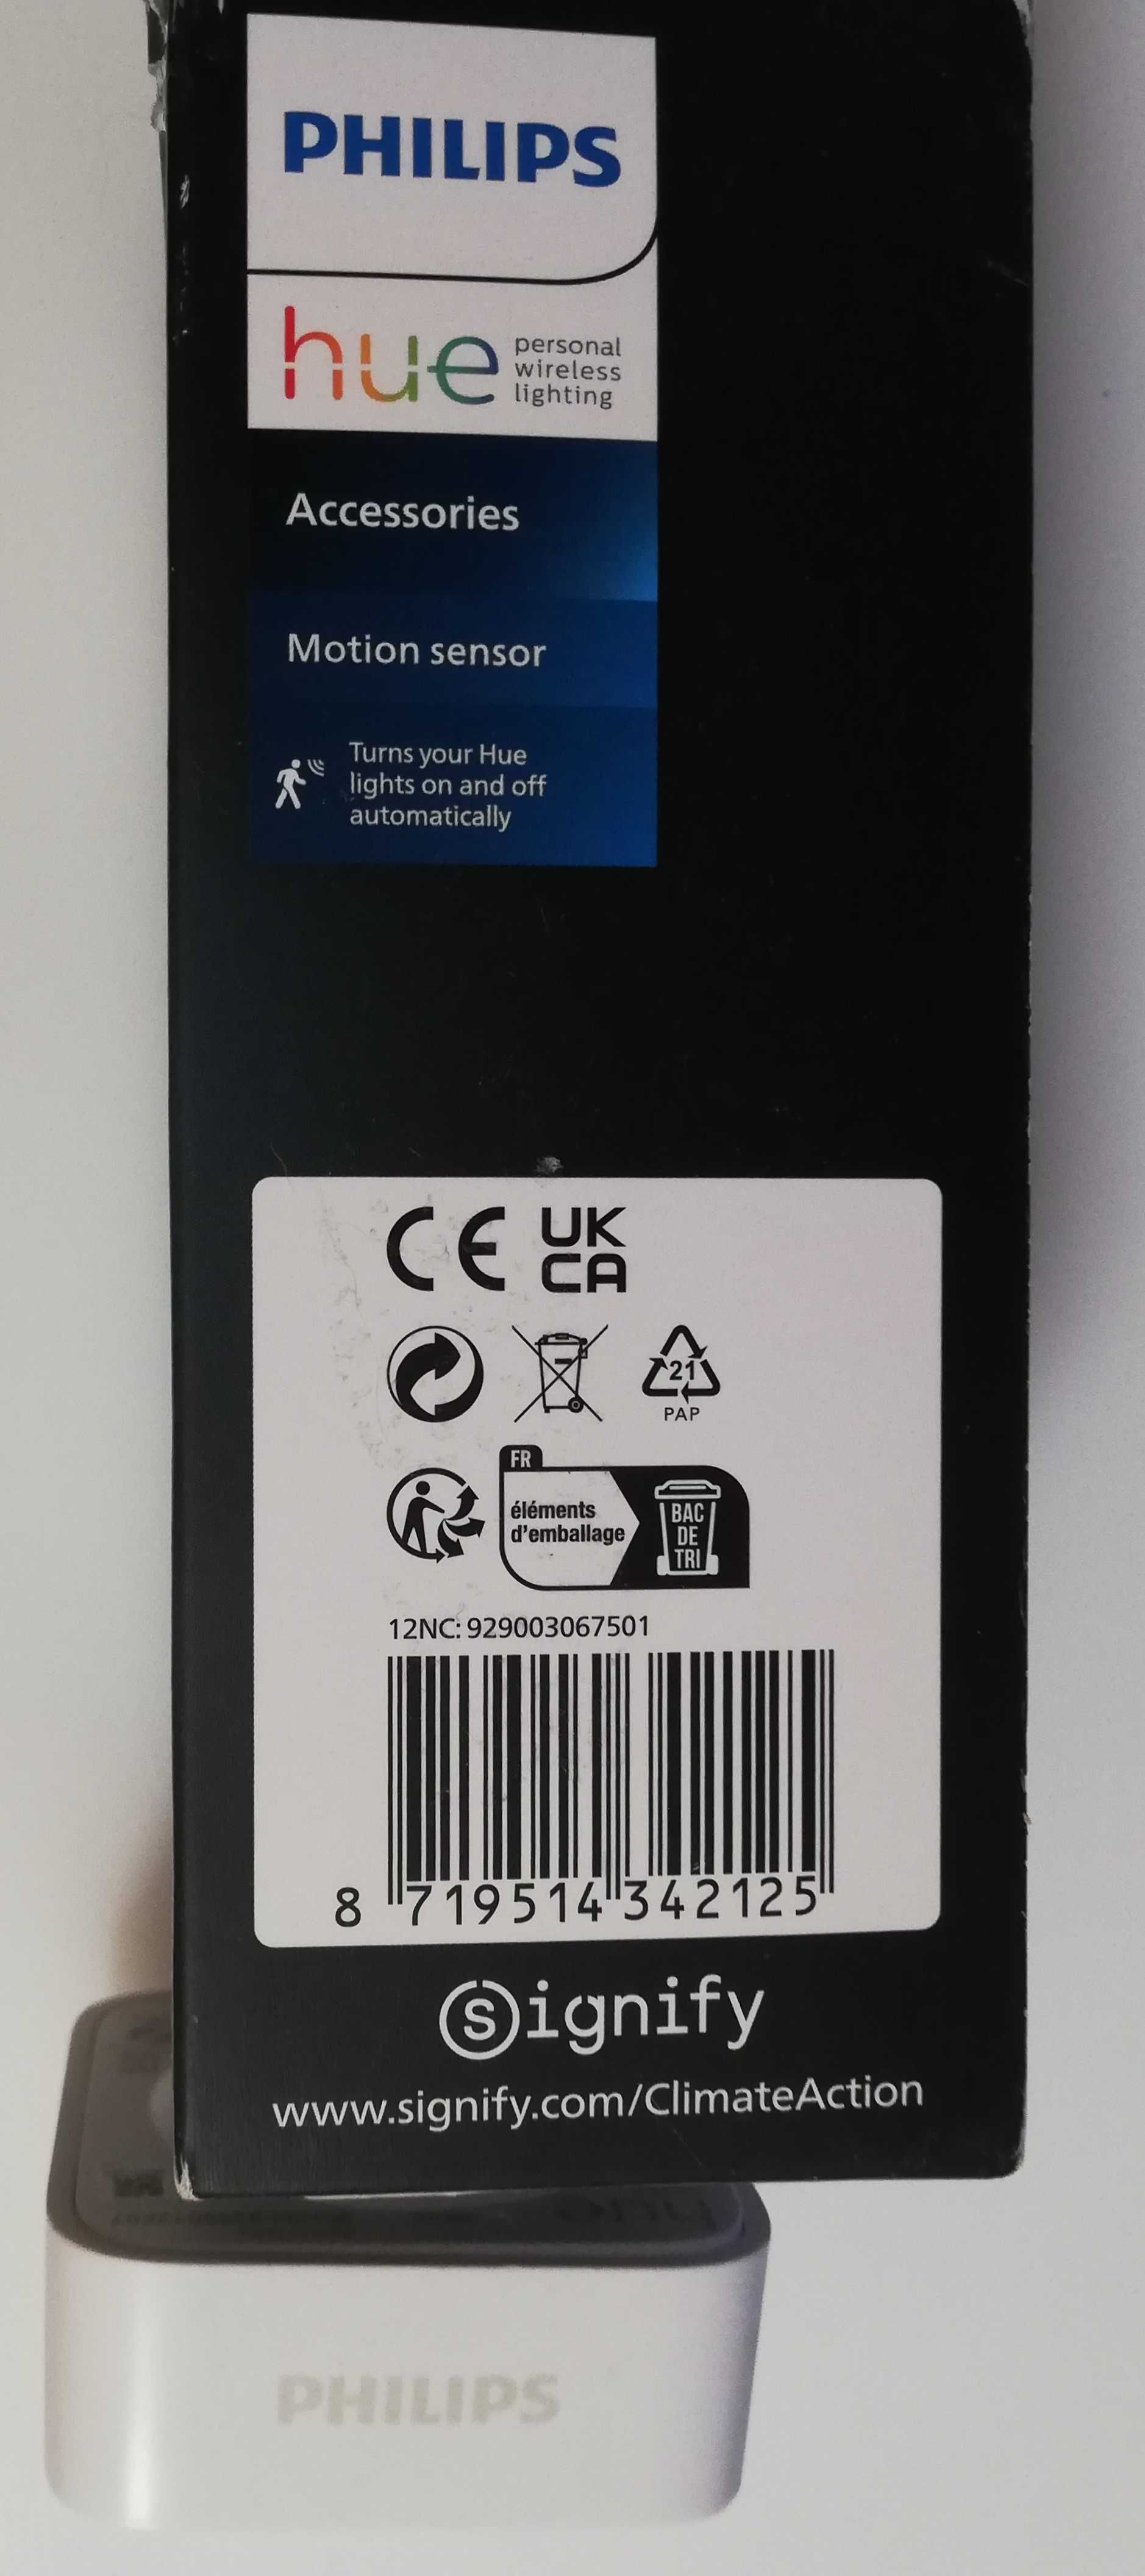 PHILIPS
hue
personal
wireless
lighting
Accessories
Motion sensor
Turns your Hue
lights on and off
automatically
CE
UK
CA
21
PAP
FR
éléments
d'emballage
BAC
DE
TRI
12NC: 929003067501
8 719514 342125
Signify
www.signify.com/ClimateAction
PHILIPS